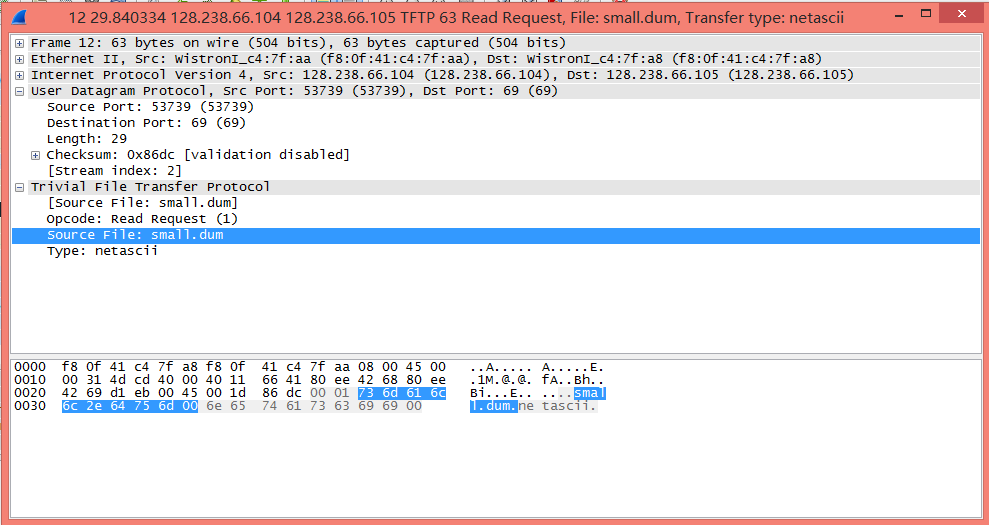 12 29.840334 128.238.66.104 128.238.66.105 TFTP 63 Read Request, File: small.dum, Transfer type: netascii
Frame 12: 63 bytes on wire (504 bits), 63 bytes captured (504 bits)
Ethernet II, Src: WistronI_c4:7f:aa (f8:0f:41:c4:7f:aa), Dst: WistronI_c4:7f:a8 (f8:0f:41:c4:7f:a8)
Internet Protocol Version 4, Src: 128.238.66.104 (128.238.66.104), Dst: 128.238.66.105 (128.238.66.105)
User Datagram Protocol, Src Port: 53739 (53739), Dst Port: 69 (69)
Source Port: 53739 (53739)
Destination Port: 69 (69)
Length: 29
Checksum: 0x86dc [validation disabled]
[Stream index: 2]
Trivial File Transfer Protocol
[Source File: small.dum]
Opcode: Read Request (1)
Source File: small.dum
Type: netascii
0000 f8 0f 41 c4 7f a8 f8 0f 41 c4 7f aa 08 00 45 00 ..A..... A.....E.
0010 00 31 4d cd 40 00 40 11 66 41 80 ee 42 68 80 ee .1M.@.@. fA..Bh..
0020 42 69 d1 eb 00 45 00 1d 86 dc 00 01 73 6d 61 6c Bi...E.. ....smal
0030 6c 2e 64 75 6d 00 6e 65 74 61 73 63 69 69 00 l.dum.ne tascii.